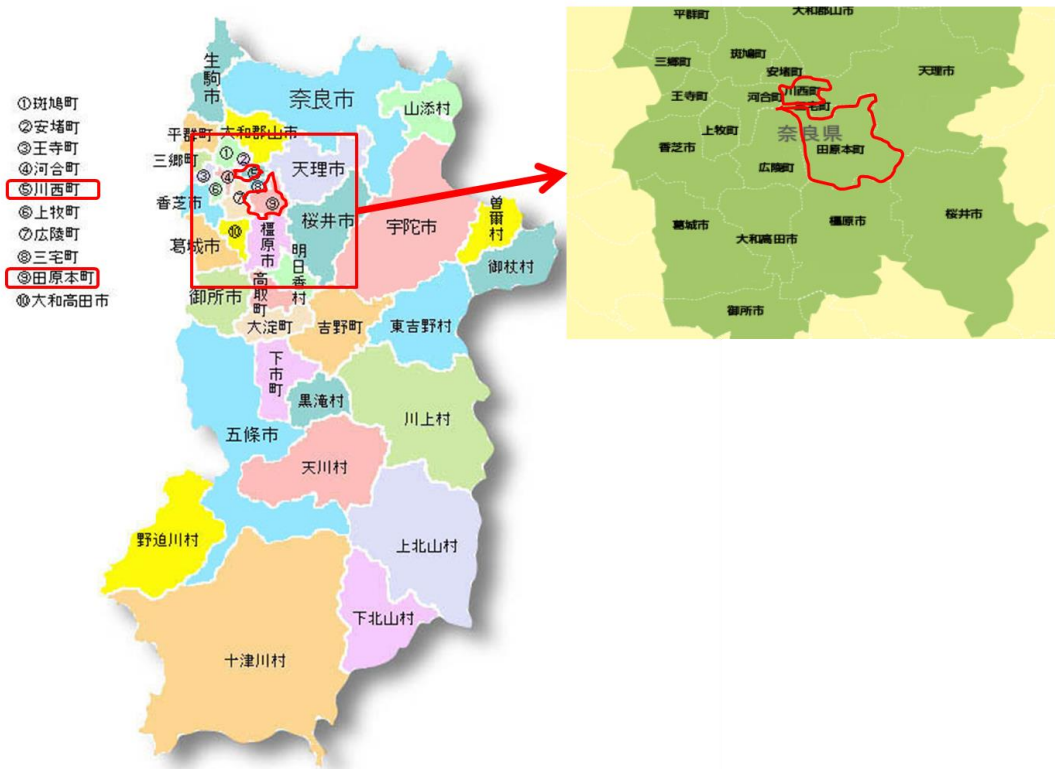 ①斑鳩町
②安堵町
③王寺町
④河合町
⑤川西町
⑥上牧町
⑦広陵町
⑧三宅町
⑨田原本町
⑩大和高田市
生駒市
奈良市
山添村
平群町
大和郡山市
三郷町
①
②
天理市
③
④
⑤
⑥
⑦
⑧
⑨
香芝市
桜井市
宇陀市
曽爾村
⑩
葛城市
橿原市
明日香村
御杖村
御所市
高取町
大淀町
吉野町
東吉野村
下市町
黒滝村
川上村
五條市
天川村
野迫川村
上北山村
下北山村
十津川村
平群町
大和郡山市
斑鳩町
三郷町
安堵町
天理市
王寺町
河合町
川西町
三宅町
上牧町
奈良県
香芝市
田原本町
広陵町
葛城市
橿原市
桜井市
大和高田市
御所市